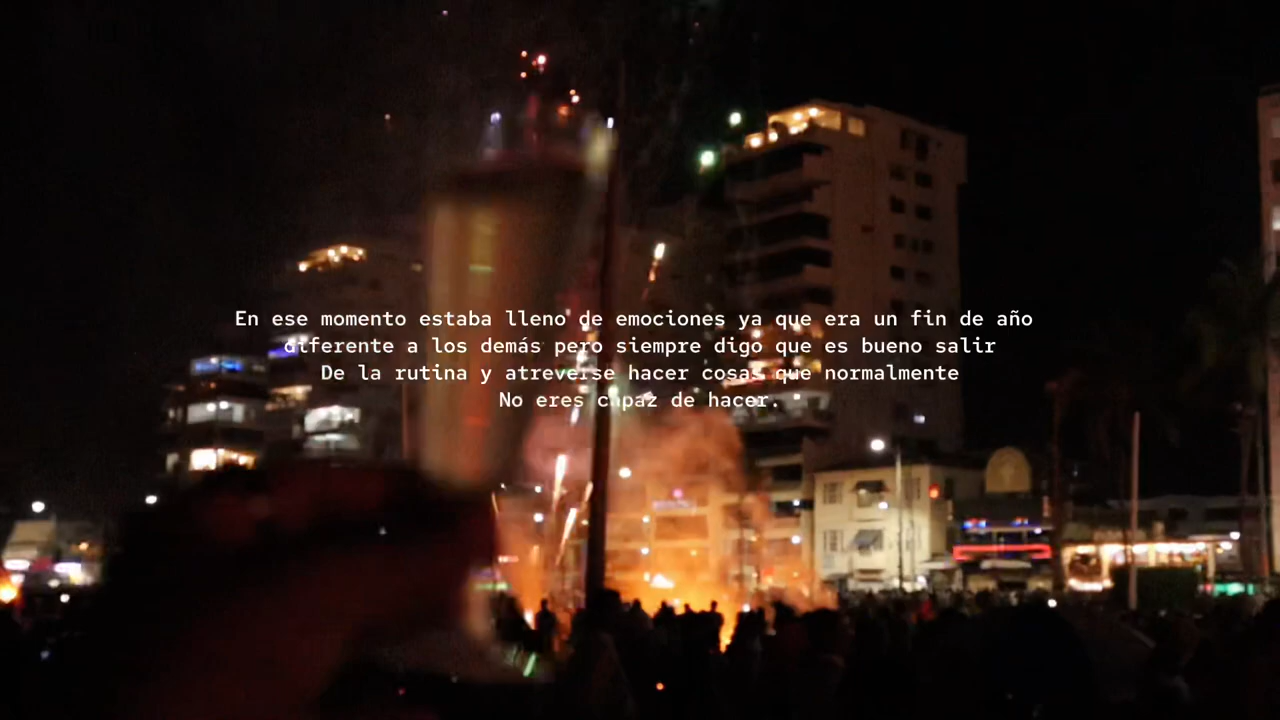 En ese momento estaba lleno de emociones ya que era un fin de año
diferente a los demás pero siempre digo que es bueno salir
De la rutina y atreverse hacer cosas que normalmente
No eres capaz de hacer.